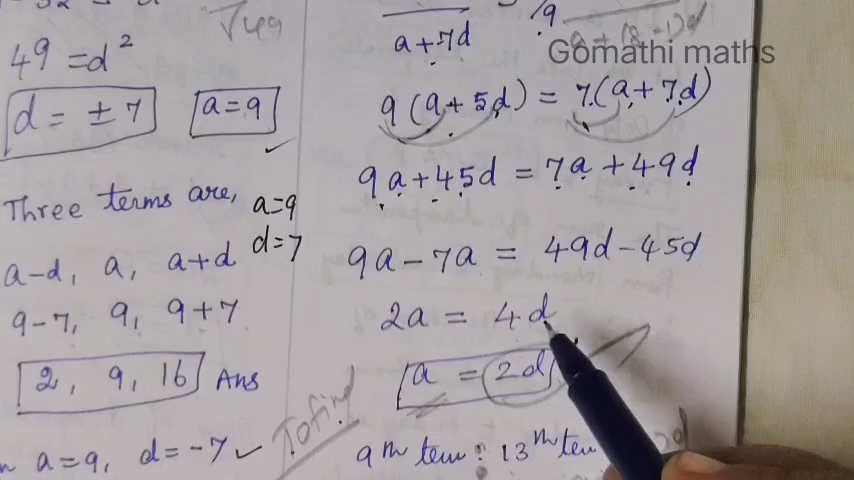 49 = d²
d = ± 7 a = 9
Three terms are, a=9
d=7
a-d, a, a+d
9-7, 9, 9+7
2, 9, 16 Ans
a=9, d=-7
a+7d 9
Gomathi maths
9(a+5d) = 7(a+7d)
9a+45d = 7a+49d
9a-7a = 49d-45d
2a = 4d
a = 2d
To find
9th term : 13th